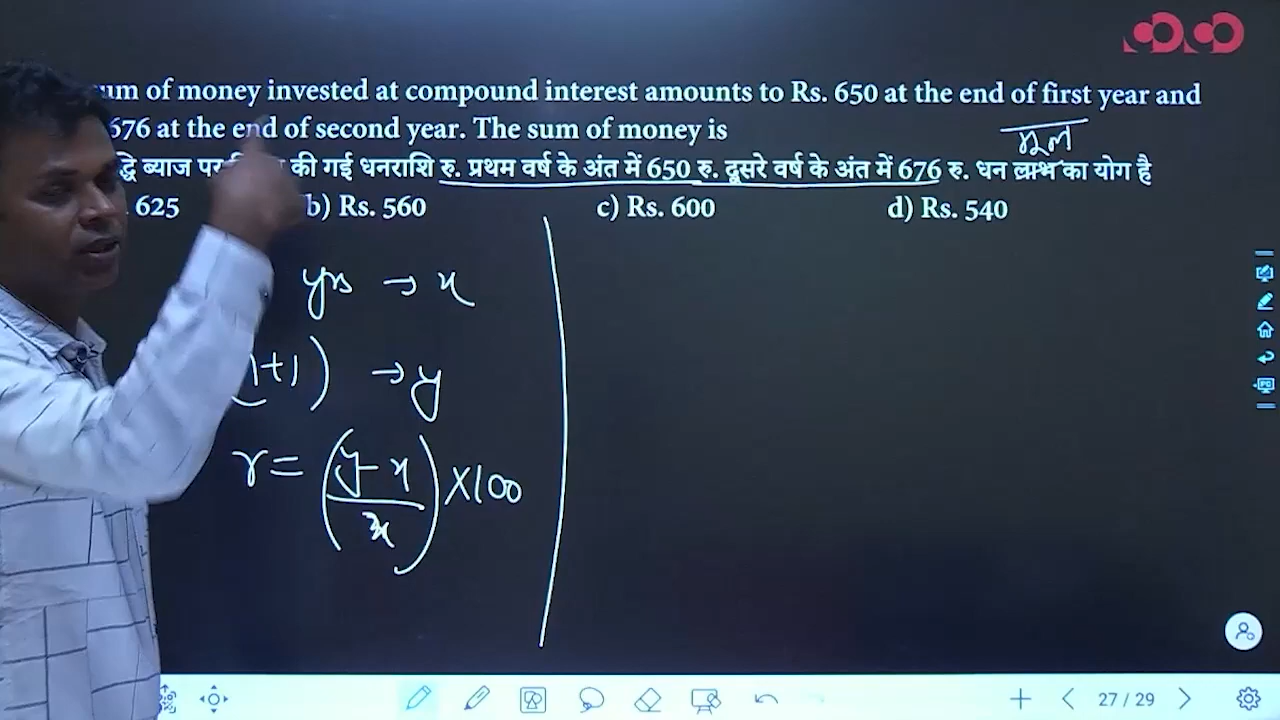 um of money invested at compound interest amounts to Rs. 650 at the end of first year and
676 at the end of second year. The sum of money is
मूल
द्धि ब्याज पर की गई धनराशि रु. प्रथम वर्ष के अंत में 650 रु. दूसरे वर्ष के अंत में 676 रु. धन लाभ का योग है
625 b) Rs. 560 c) Rs. 600 d) Rs. 540
yrs → x
+1) → y
r = (y-x/x) ×100
27 / 29